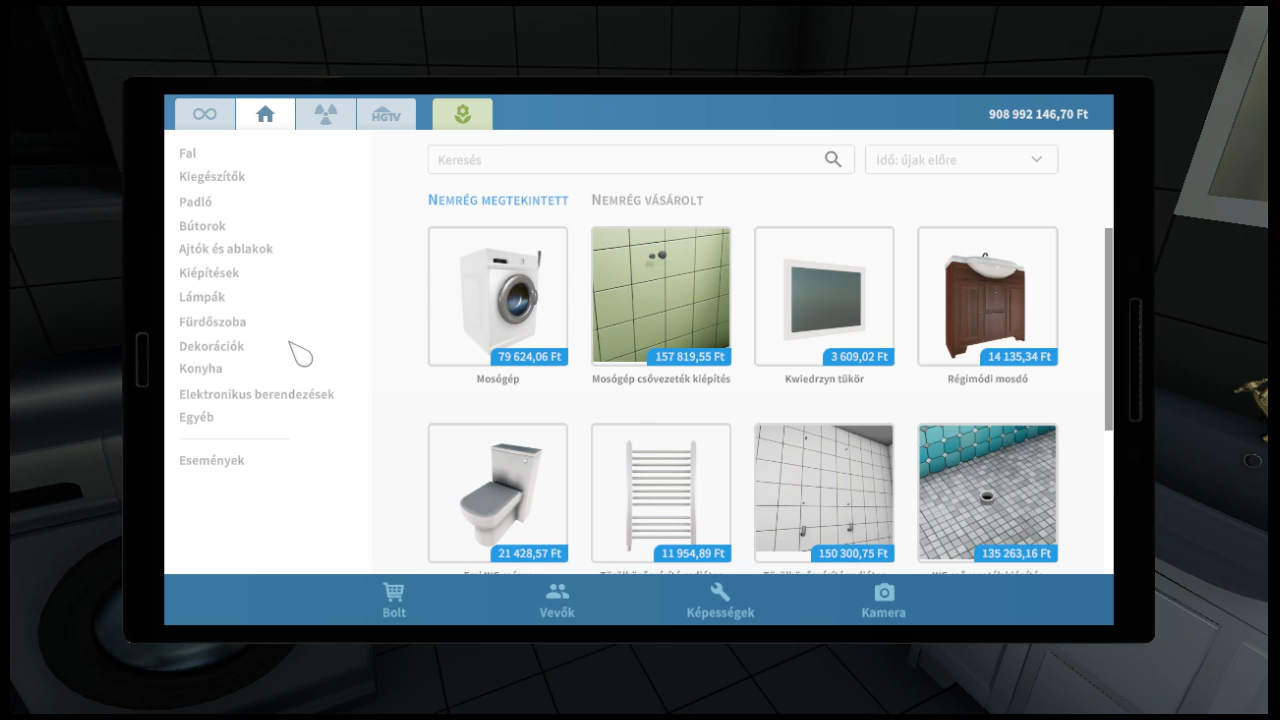 HGTV
908 992 146,70 Ft
Fal
Kiegészítők
Padló
Bútorok
Ajtók és ablakok
Kiépítések
Lámpák
Fürdőszoba
Dekorációk
Konyha
Elektronikus berendezések
Egyéb
Események
Keresés
Idő: újak előre
NEMRÉG MEGTEKINTETT
NEMRÉG VÁSÁROLT
79 624,06 Ft
157 819,55 Ft
3 609,02 Ft
14 135,34 Ft
Mosógép
Mosógép csővezeték kiépítés
Kwiedrzyn tükör
Régimódi mosdó
21 428,57 Ft
11 954,89 Ft
150 300,75 Ft
135 263,16 Ft
Bolt
Vevők
Képességek
Kamera